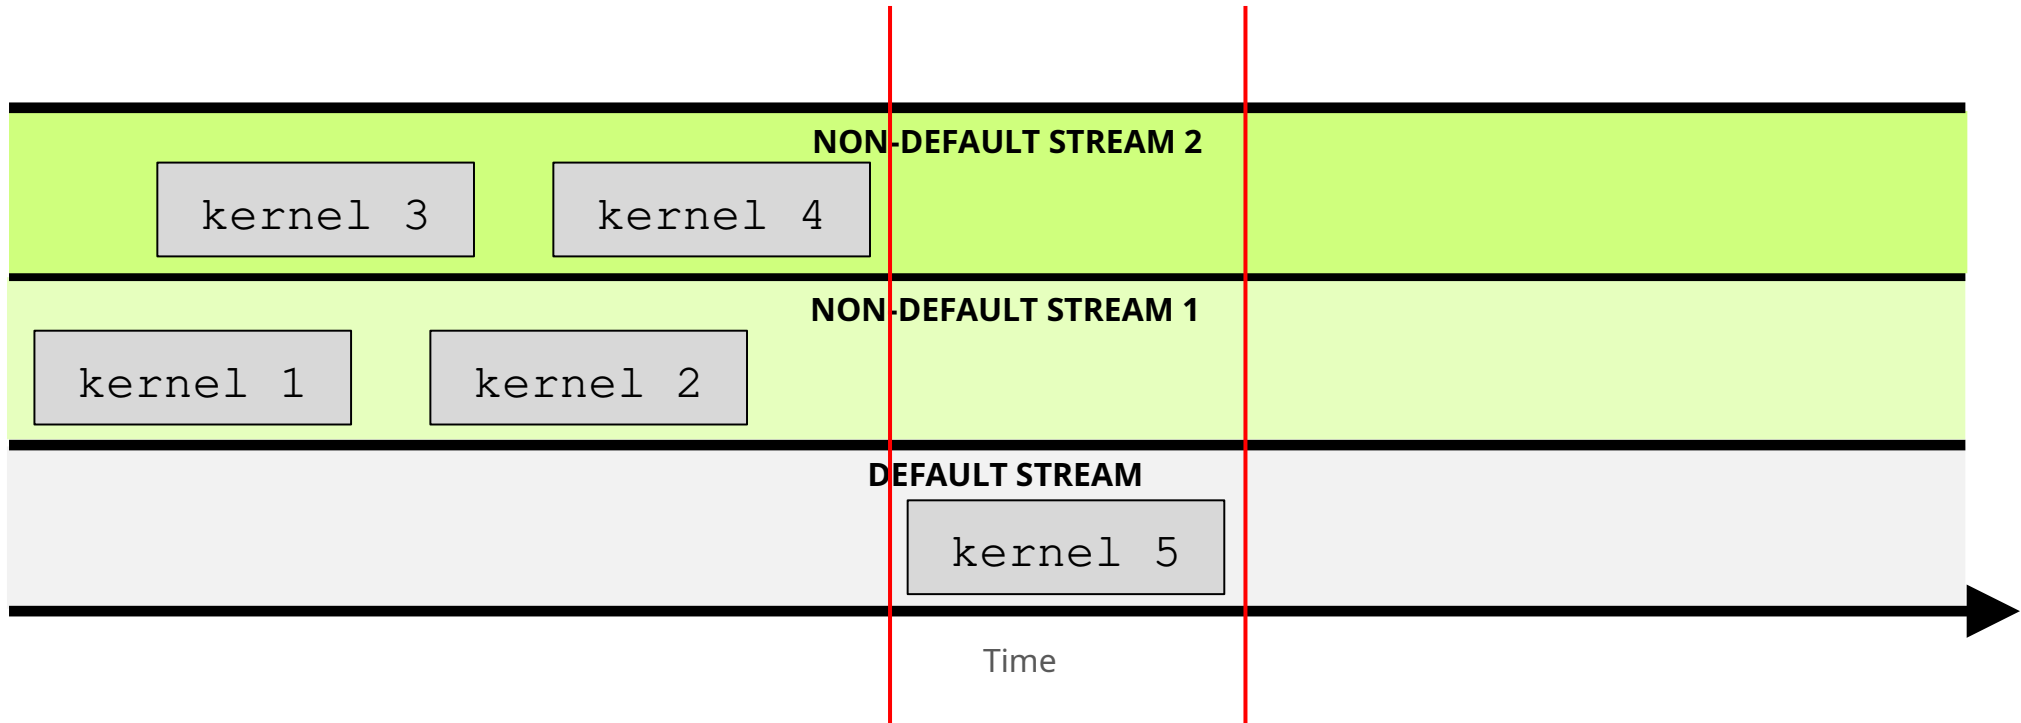 NON-DEFAULT STREAM 2
kernel 3
kernel 4
NON-DEFAULT STREAM 1
kernel 1
kernel 2
DEFAULT STREAM
kernel 5
Time